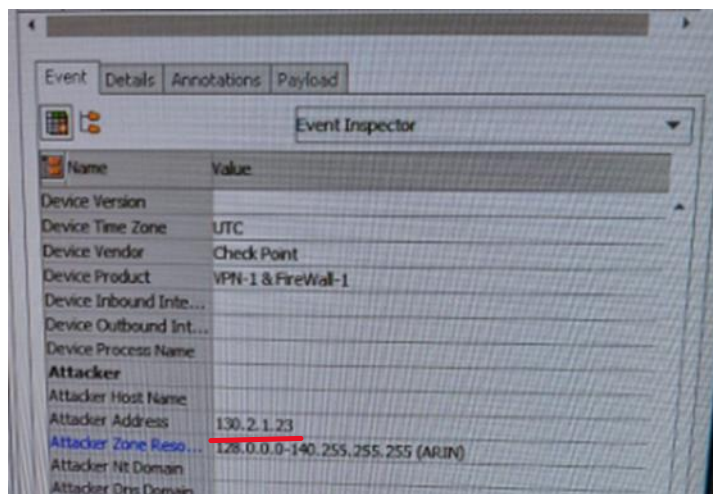 Event Details Annotations Payload
Event Inspector
Name Value
Device Version
Device Time Zone UTC
Device Vendor Check Point
Device Product VPN-1 & FireWall-1
Device Inbound Inte...
Device Outbound Int...
Device Process Name
Attacker
Attacker Host Name
Attacker Address 130.2.1.23
Attacker Zone Reso... 128.0.0.0-140.255.255.255 (ARIN)
Attacker Nt Domain
Attacker Dns Domain